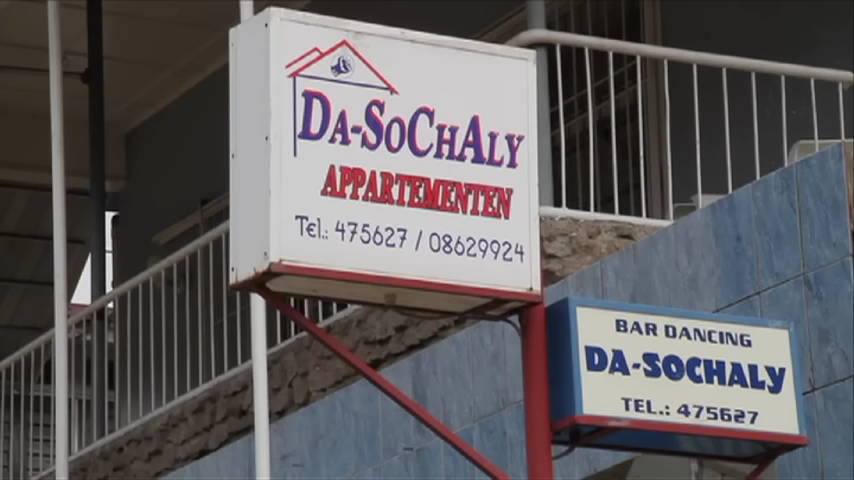 DA-SOCHALY
APPARTEMENTEN
Tel.: 475627 / 08629924
BAR DANCING
DA-SOCHALY
TEL.: 475627